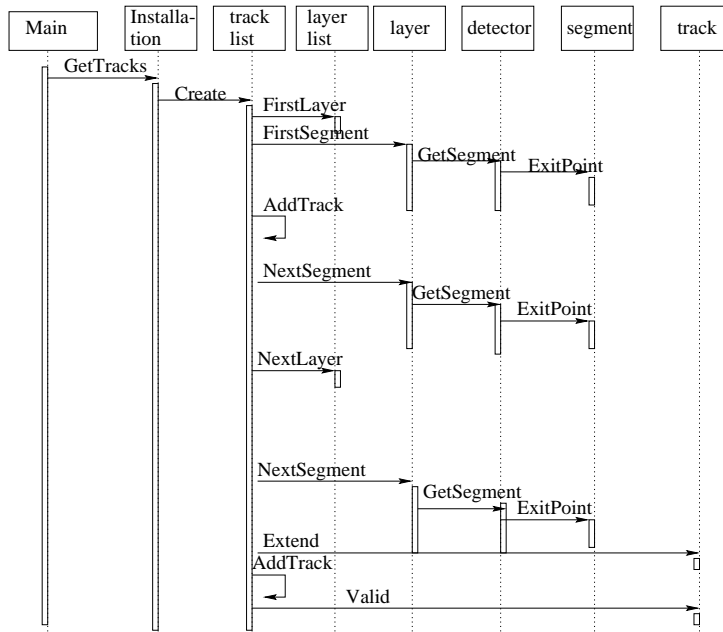 Main
Installa-
tion
track
list
layer
list
layer
detector
segment
track
GetTracks
Create
FirstLayer
FirstSegment
GetSegment
ExitPoint
AddTrack
NextSegment
GetSegment
ExitPoint
NextLayer
NextSegment
GetSegment
ExitPoint
Extend
AddTrack
Valid